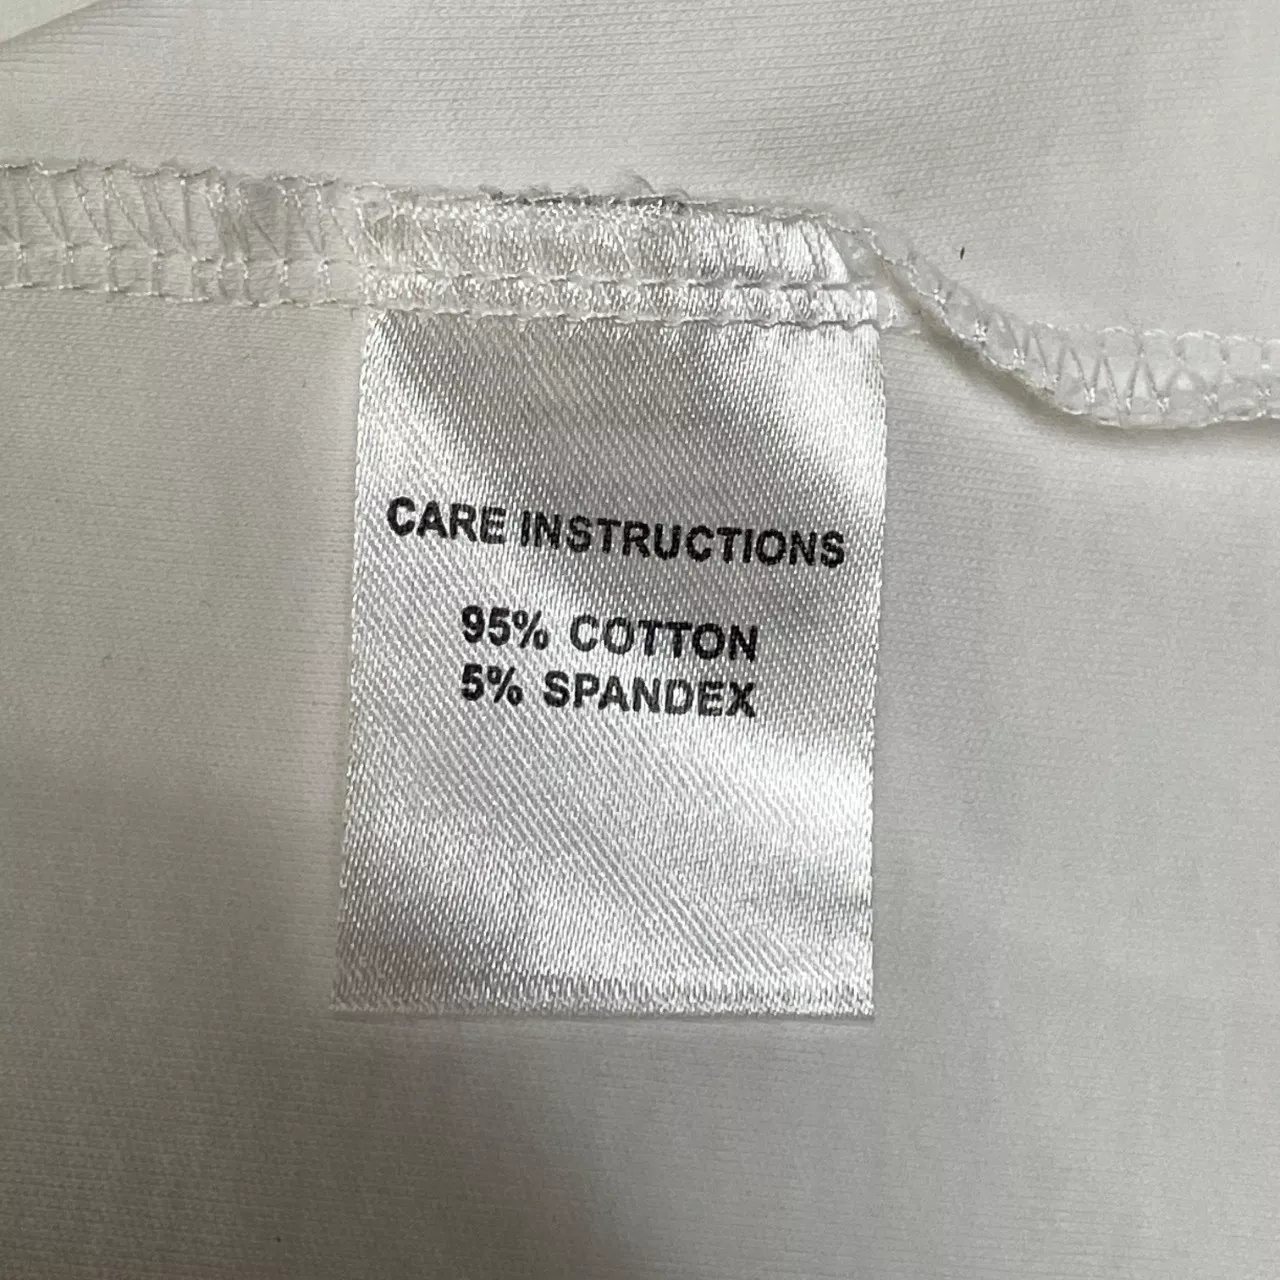 CARE INSTRUCTIONS
95% COTTON
5% SPANDEX